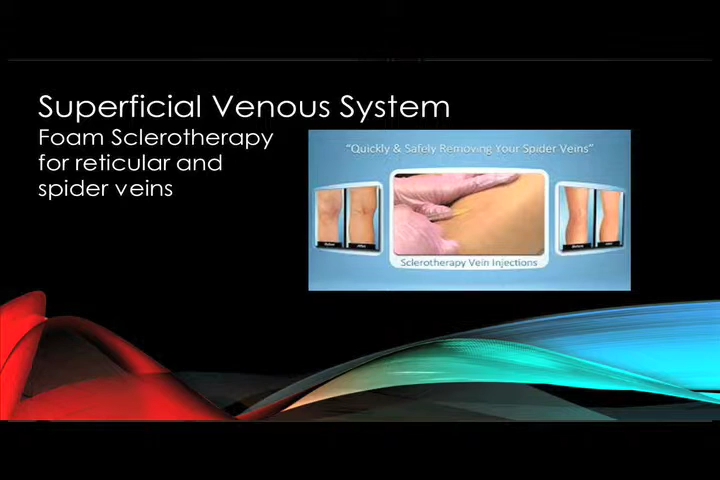 Superficial Venous System
Foam Sclerotherapy
for reticular and
spider veins
"Quickly & Safely Removing Your Spider Veins"
Sclerotherapy Vein Injections